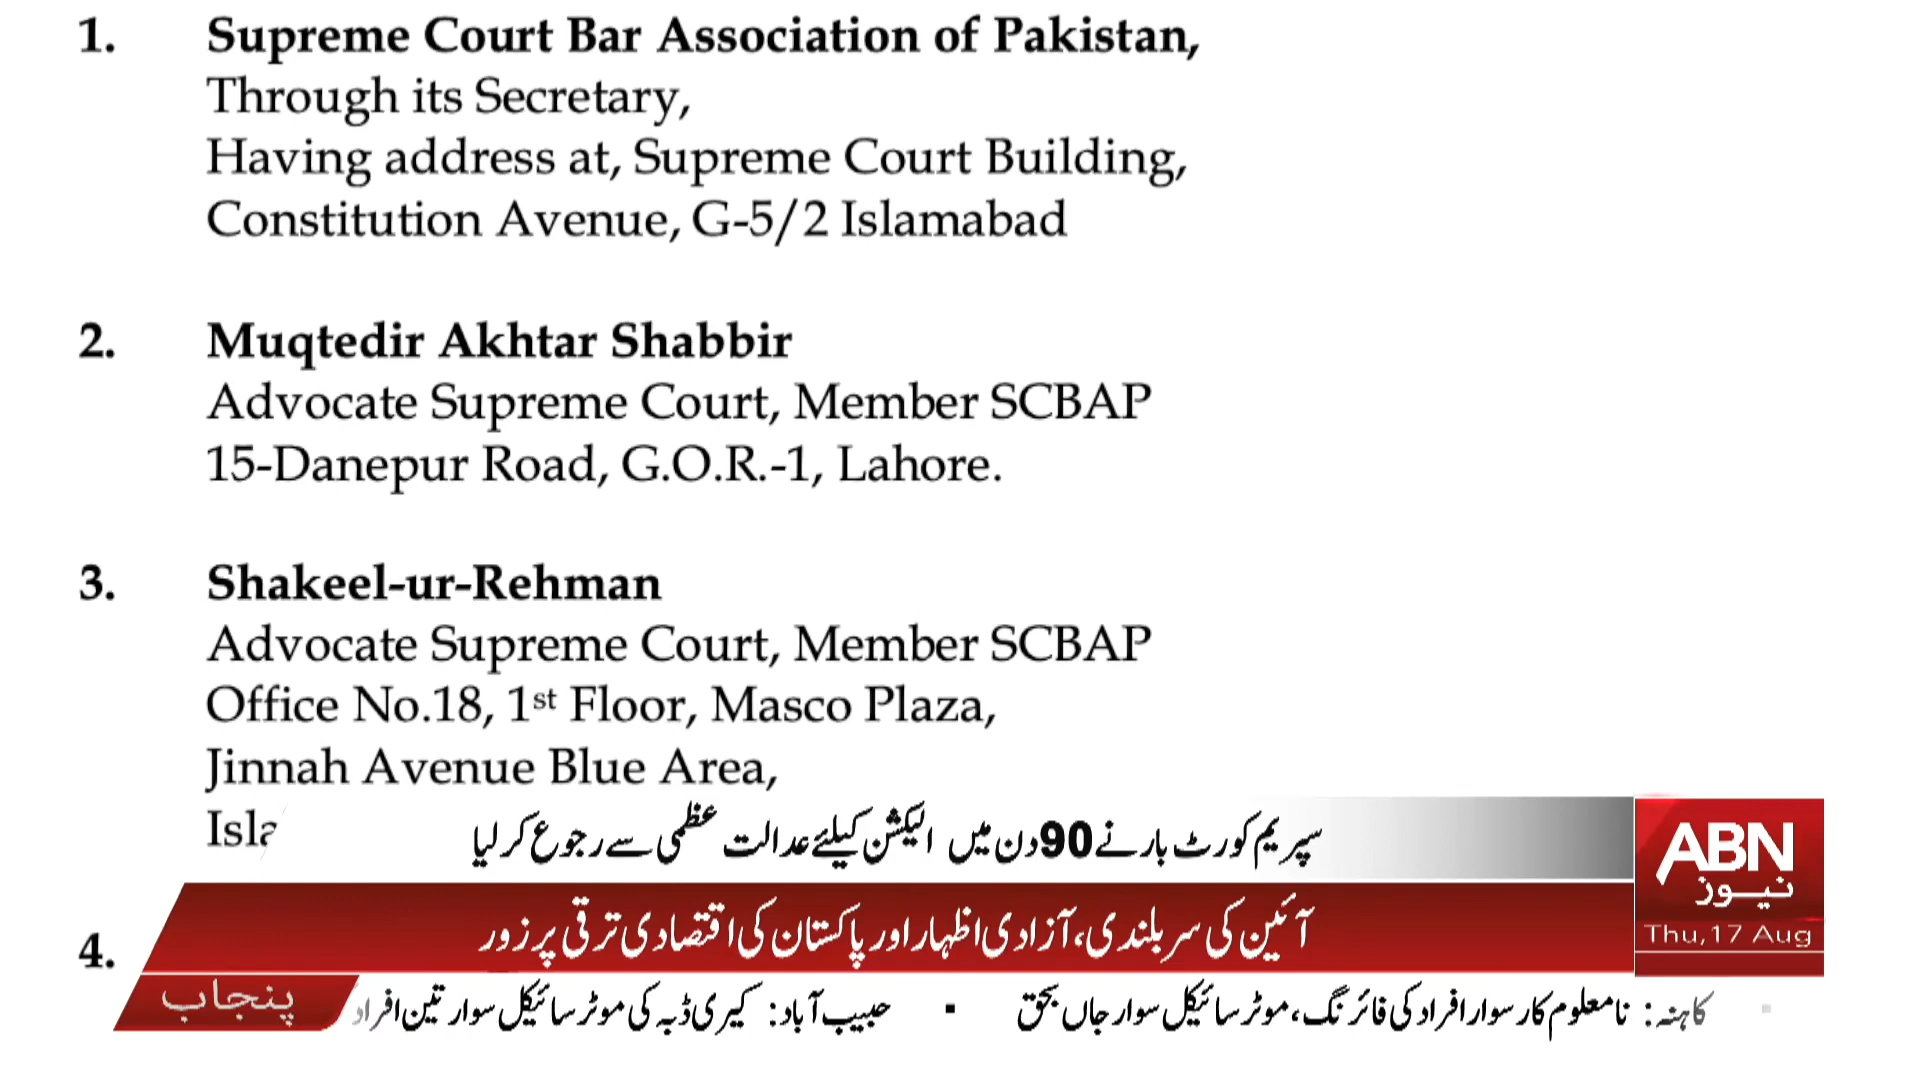 1. Supreme Court Bar Association of Pakistan,
Through its Secretary,
Having address at, Supreme Court Building,
Constitution Avenue, G-5/2 Islamabad
2. Muqtedir Akhtar Shabbir
Advocate Supreme Court, Member SCBAP
15-Danepur Road, G.O.R.-1, Lahore.
3. Shakeel-ur-Rehman
Advocate Supreme Court, Member SCBAP
Office No.18, 1st Floor, Masco Plaza,
Jinnah Avenue Blue Area,
Isla
4.
سپریم کورٹ بار نے 90 دن میں الیکشن کیلئے عدالت عظمی سے رجوع کر لیا
آئین کی سر بلندی، آزادی اظہار اور پاکستان کی اقتصادی ترقی پر زور
ABN
نیوز
Thu,17 Aug
پنجاب
کاہنہ: نامعلوم کار سوار افراد کی فائرنگ، موٹر سائیکل سوار جاں بحق ▪ حبیب آباد: کیری ڈبہ کی موٹر سائیکل سوار تین افراد